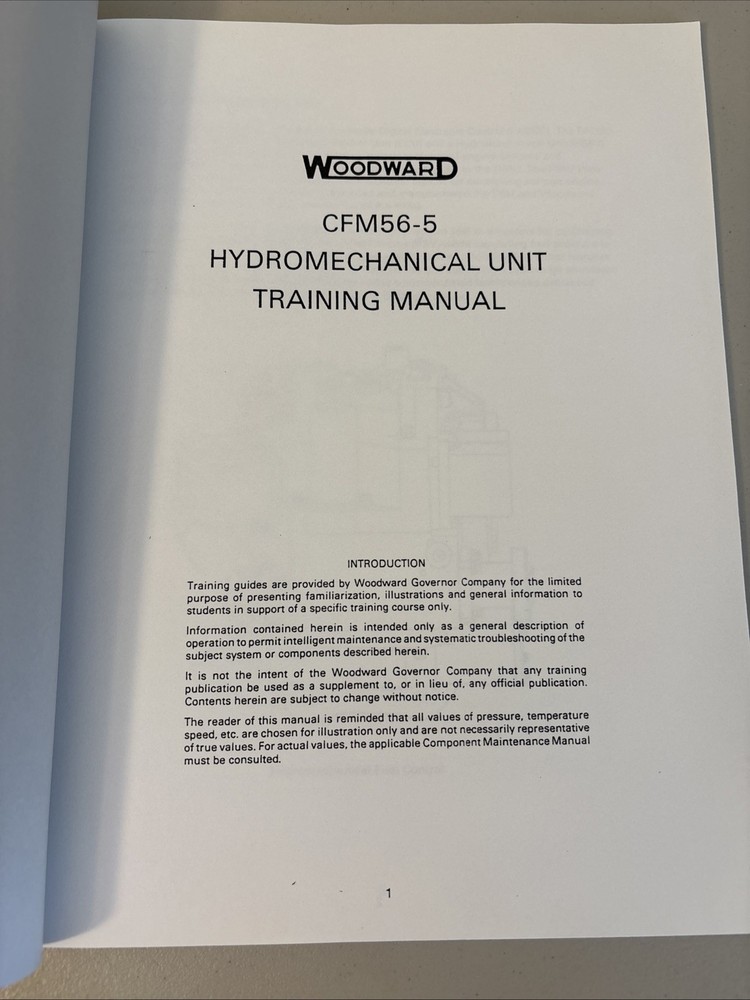 WOODWARD
CFM56-5
HYDROMECHANICAL UNIT
TRAINING MANUAL
INTRODUCTION
Training guides are provided by Woodward Governor Company for the limited
purpose of presenting familiarization, illustrations and general information to
students in support of a specific training course only.
Information contained herein is intended only as a general description of
operation to permit intelligent maintenance and systematic troubleshooting of the
subject system or components described herein.
It is not the intent of the Woodward Governor Company that any training
publication be used as a supplement to, or in lieu of, any official publication.
Contents herein are subject to change without notice.
The reader of this manual is reminded that all values of pressure, temperature
speed, etc. are chosen for illustration only and are not necessarily representative
of true values. For actual values, the applicable Component Maintenance Manual
must be consulted.
1